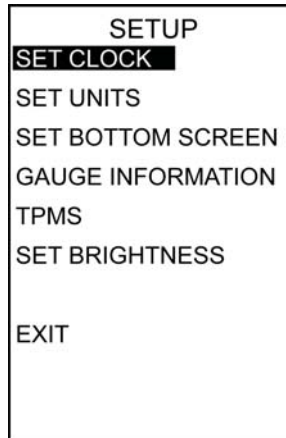 SETUP
SET CLOCK
SET UNITS
SET BOTTOM SCREEN
GAUGE INFORMATION
TPMS
SET BRIGHTNESS
EXIT